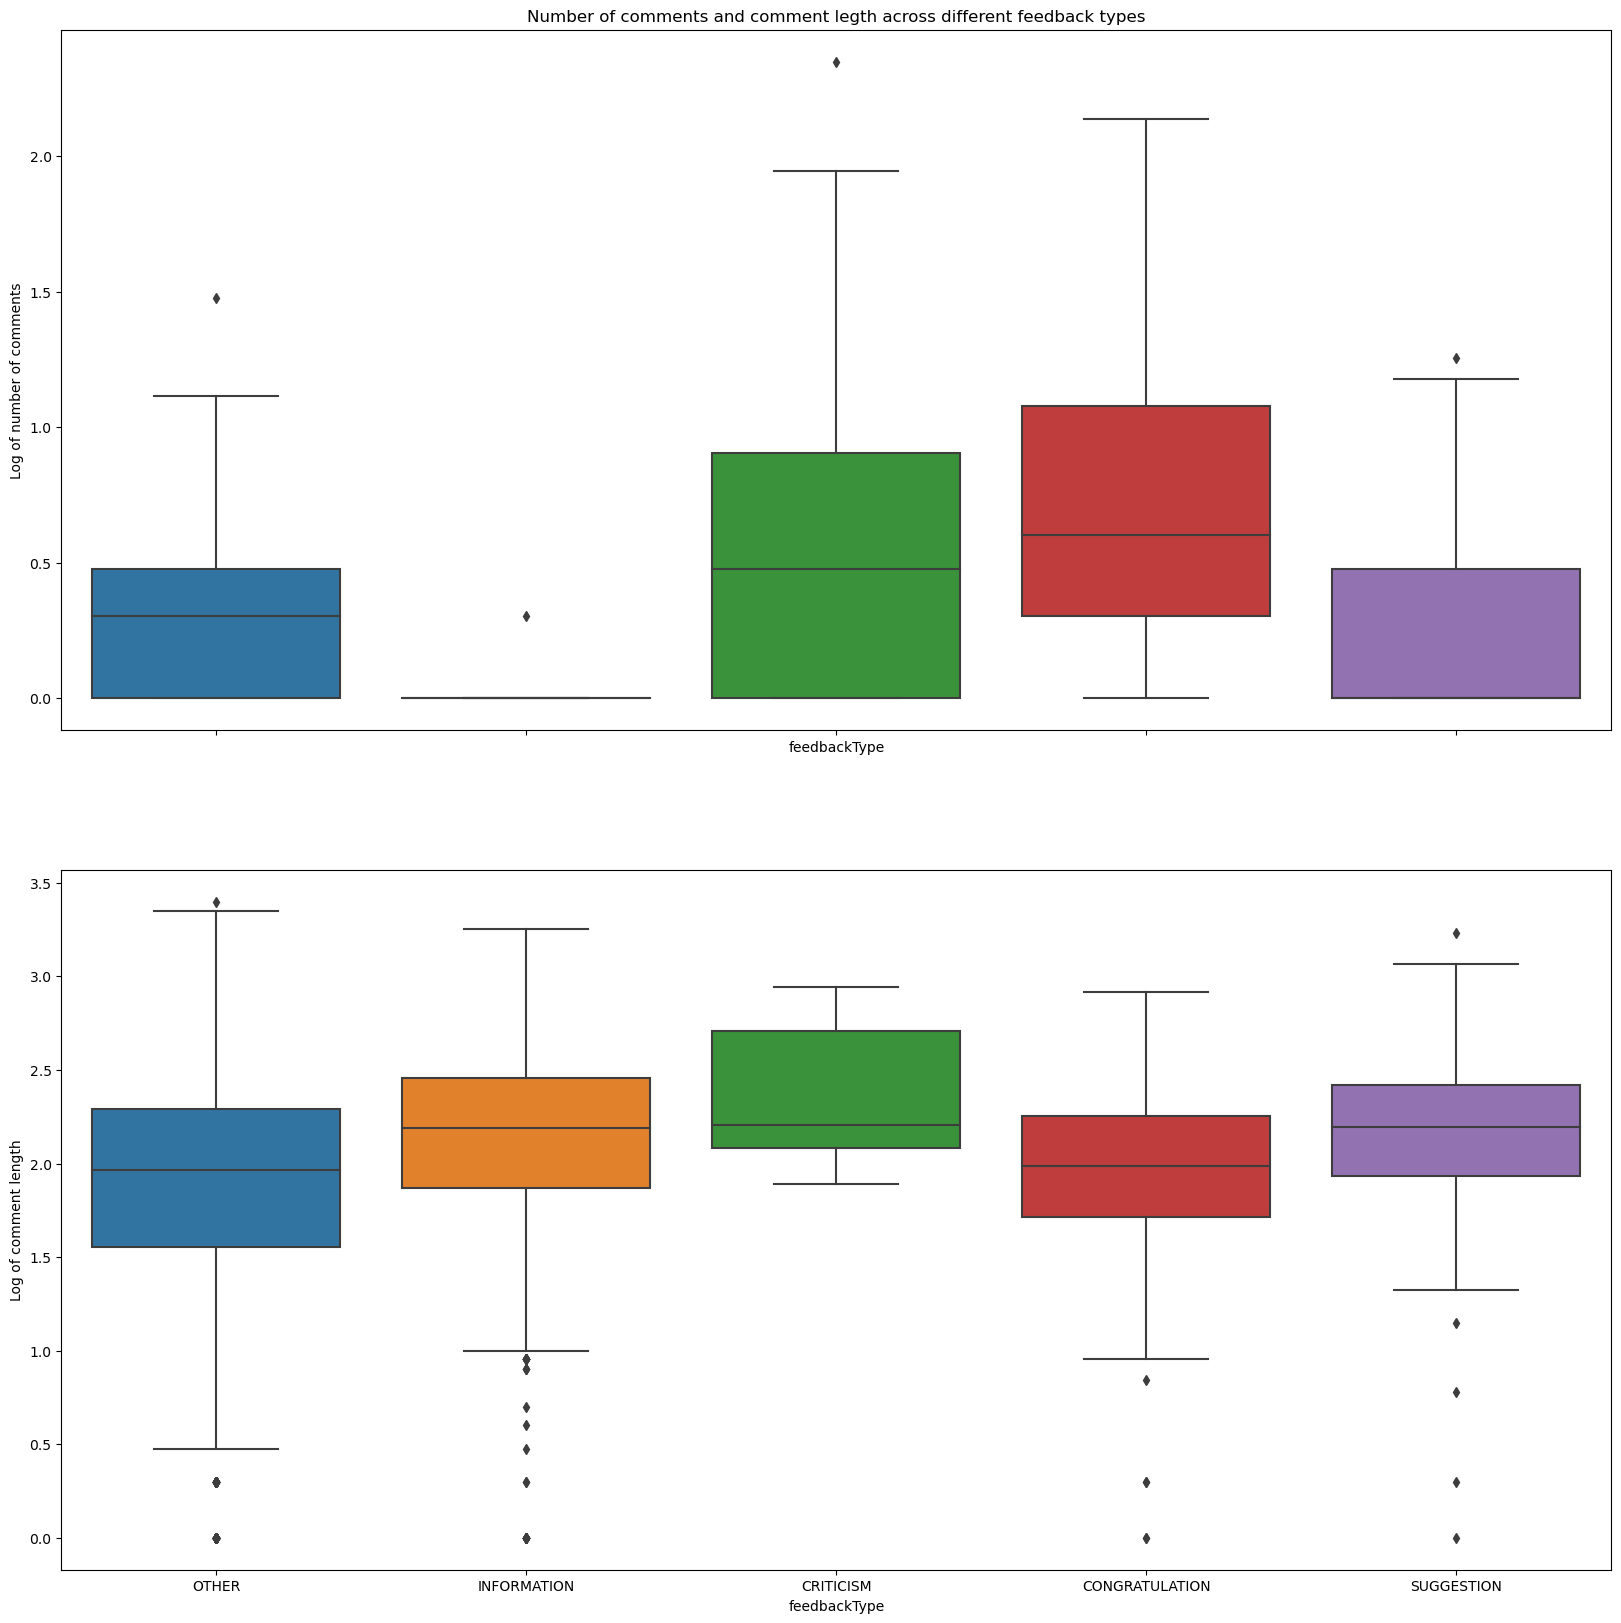 Number of comments and comment legth across different feedback types
Log of number of comments
2.0
1.5
1.0
0.5
0.0
feedbackType
Log of comment length
3.5
3.0
2.5
2.0
1.5
1.0
0.5
0.0
OTHER INFORMATION CRITICISM CONGRATULATION SUGGESTION
feedbackType